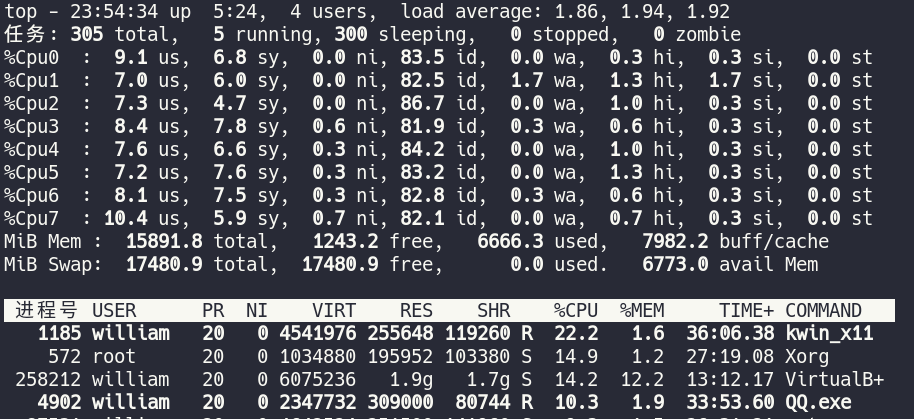 top - 23:54:34 up  5:24,  4 users,  load average: 1.86, 1.94, 1.92
任务: 305 total,   5 running, 300 sleeping,   0 stopped,   0 zombie
%Cpu0  :  9.1 us,  6.8 sy,  0.0 ni, 83.5 id,  0.0 wa,  0.3 hi,  0.3 si,  0.0 st
%Cpu1  :  7.0 us,  6.0 sy,  0.0 ni, 82.5 id,  1.7 wa,  1.3 hi,  1.7 si,  0.0 st
%Cpu2  :  7.3 us,  4.7 sy,  0.0 ni, 86.7 id,  0.0 wa,  1.0 hi,  0.3 si,  0.0 st
%Cpu3  :  8.4 us,  7.8 sy,  0.6 ni, 81.9 id,  0.3 wa,  0.6 hi,  0.3 si,  0.0 st
%Cpu4  :  7.6 us,  6.6 sy,  0.3 ni, 84.2 id,  0.0 wa,  1.0 hi,  0.3 si,  0.0 st
%Cpu5  :  7.2 us,  7.6 sy,  0.3 ni, 83.2 id,  0.0 wa,  1.3 hi,  0.3 si,  0.0 st
%Cpu6  :  8.1 us,  7.5 sy,  0.3 ni, 82.8 id,  0.3 wa,  0.6 hi,  0.3 si,  0.0 st
%Cpu7  : 10.4 us,  5.9 sy,  0.7 ni, 82.1 id,  0.0 wa,  0.7 hi,  0.3 si,  0.0 st
MiB Mem :  15891.8 total,   1243.2 free,   6666.3 used,   7982.2 buff/cache
MiB Swap:  17480.9 total,  17480.9 free,      0.0 used.   6773.0 avail Mem
进程号 USER      PR  NI    VIRT    RES    SHR    %CPU  %MEM     TIME+ COMMAND
1185 william   20   0 4541976 255648 119260 R  22.2   1.6  36:06.38 kwin_x11
572 root      20   0 1034880 195952 103380 S  14.9   1.2  27:19.08 Xorg
258212 william   20   0 6075236   1.9g   1.7g S  14.2  12.2  13:12.17 VirtualB+
4902 william   20   0 2347732 309000  80744 R  10.3   1.9  33:53.60 QQ.exe